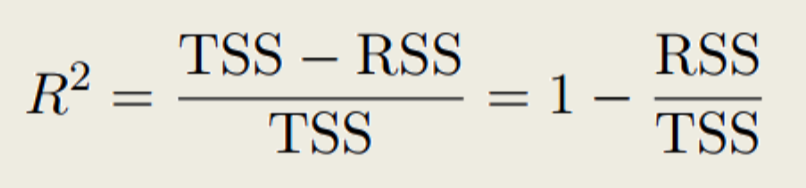 R² = (TSS − RSS) / TSS = 1 − RSS / TSS